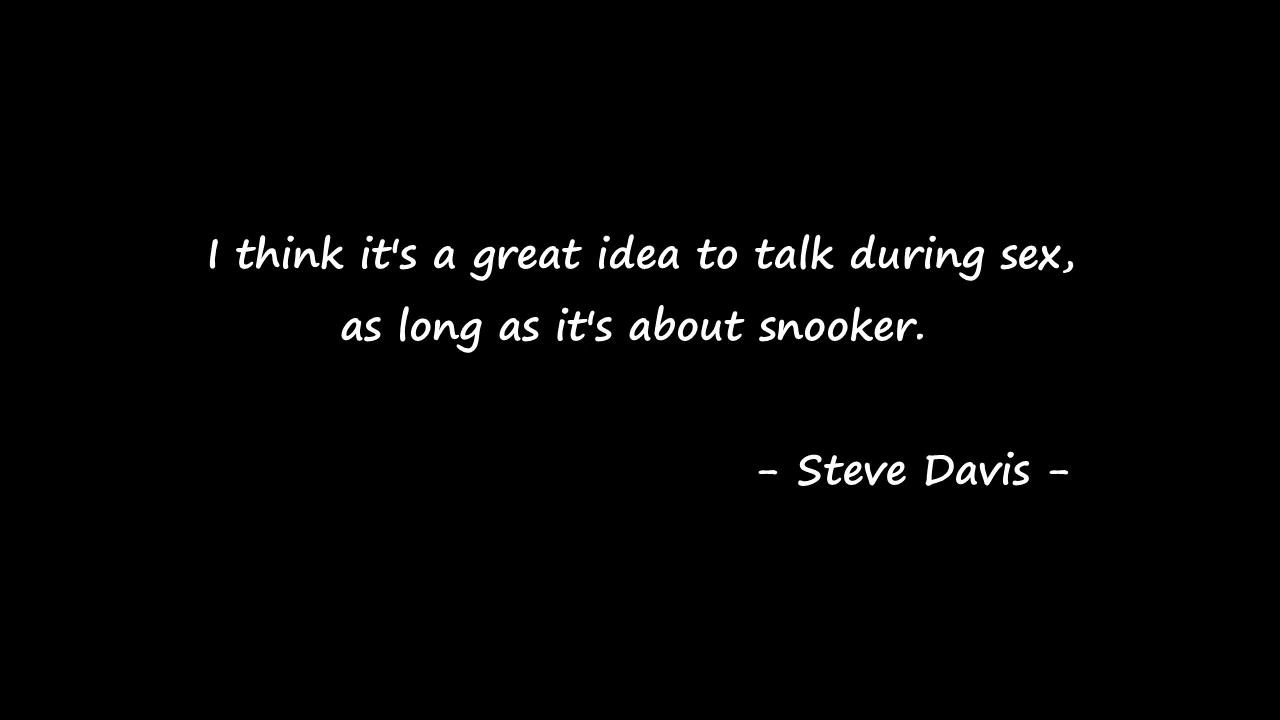 I think it's a great idea to talk during sex,
as long as it's about snooker.
- Steve Davis -